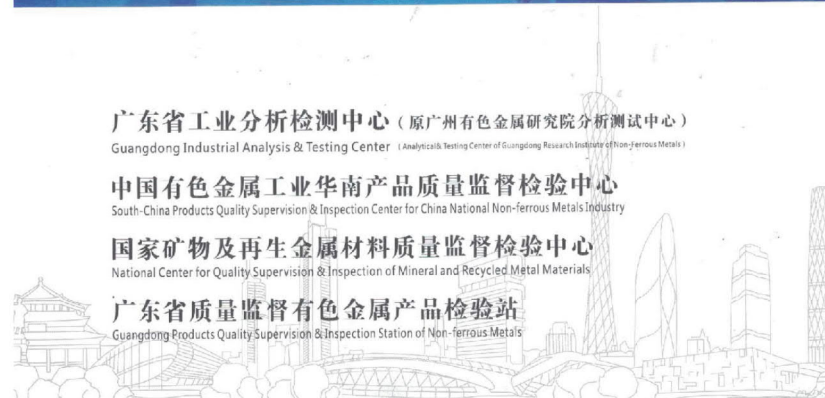 广东省工业分析检测中心（原广州有色金属研究院分析测试中心）
Guangdong Industrial Analysis & Testing Center （Analytical& Testing Center of Guangdong Research Institute of Non-Ferrous Metals）
中国有色金属工业华南产品质量监督检验中心
South-China Products Quality Supervision & Inspection Center for China National Non-ferrous Metals Industry
国家矿物及再生金属材料质量监督检验中心
National Center for Quality Supervision & Inspection of Mineral and Recycled Metal Materials
广东省质量监督有色金属产品检验站
Guangdong Products Quality Supervision & Inspection Station of Non-ferrous Metals